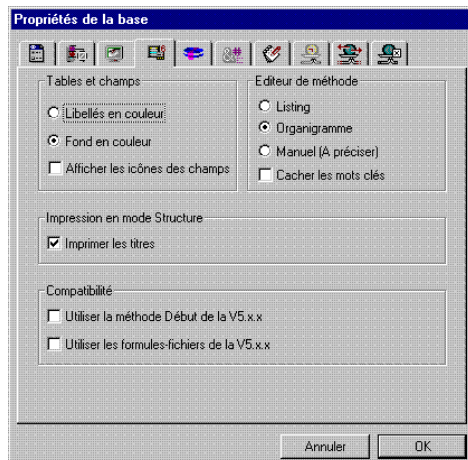 Propriétés de la base
Tables et champs
Libellés en couleur
Fond en couleur
Afficher les icônes des champs
Editeur de méthode
Listing
Organigramme
Manuel (A préciser)
Cacher les mots clés
Impression en mode Structure
Imprimer les titres
Compatibilité
Utiliser la méthode Début de la V5.x.x
Utiliser les formules-fichiers de la V5.x.x
Annuler
OK